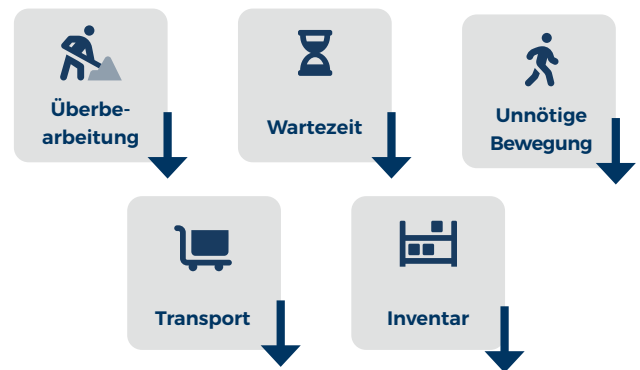 Überbe-
arbeitung
Wartezeit
Unnötige
Bewegung
Transport
Inventar